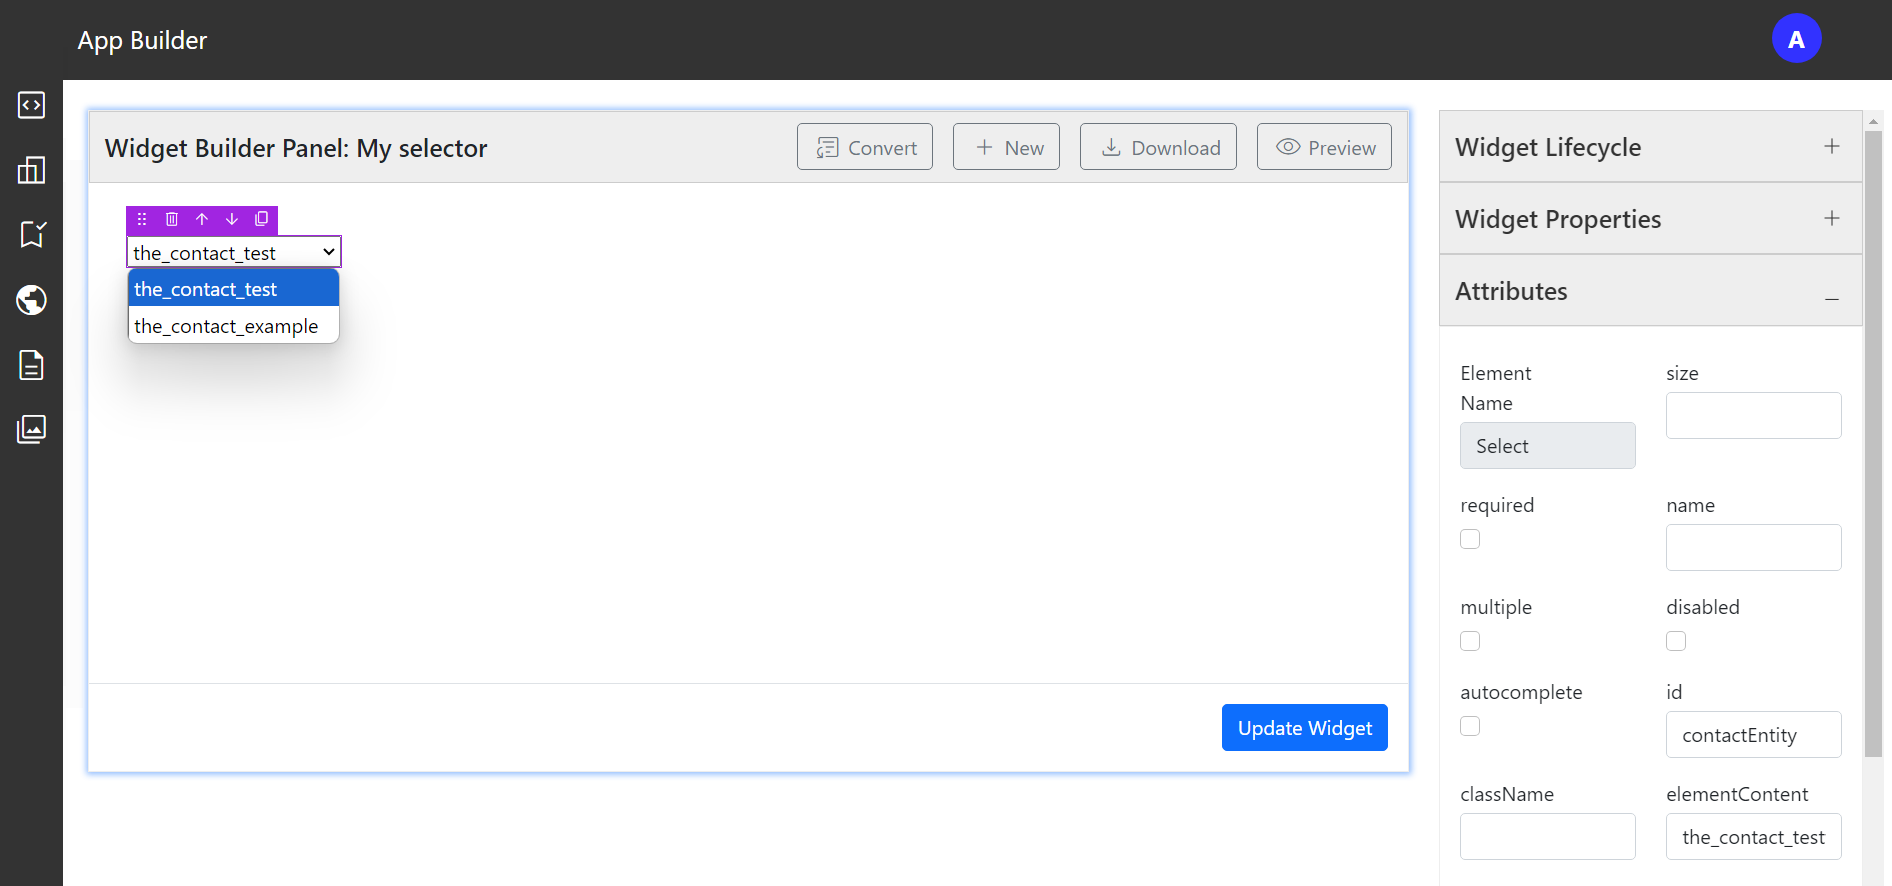 App Builder
A
Widget Builder Panel: My selector
Convert
New
Download
Preview
the_contact_test
the_contact_test
the_contact_example
Update Widget
Widget Lifecycle
Widget Properties
Attributes
Element
Name
Select
size
required
name
multiple
disabled
autocomplete
id
contactEntity
className
elementContent
the_contact_test